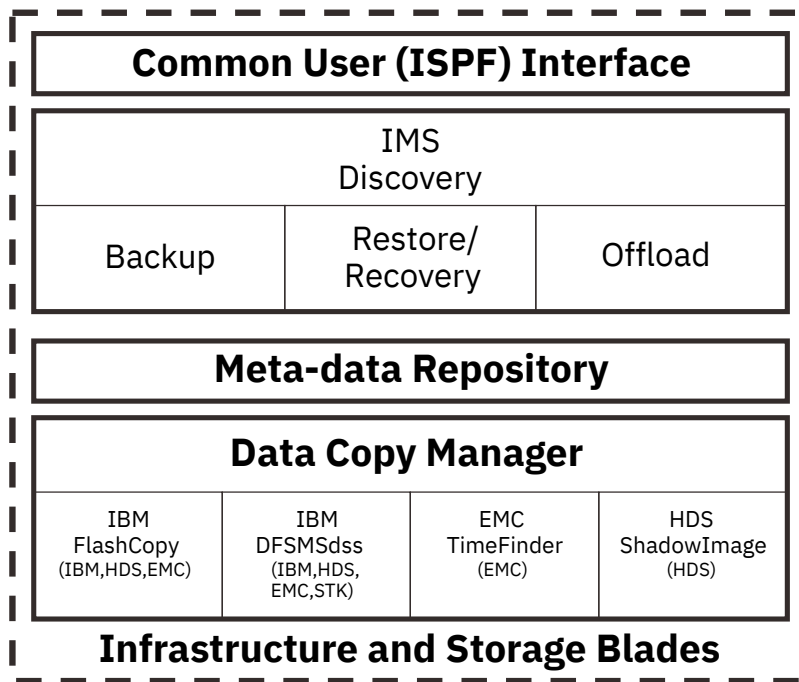 Common User (ISPF) Interface
IMS
Discovery
Backup
Restore/
Recovery
Offload
Meta-data Repository
Data Copy Manager
IBM
FlashCopy
(IBM,HDS,EMC)
IBM
DFSMSdss
(IBM,HDS,
EMC,STK)
EMC
TimeFinder
(EMC)
HDS
ShadowImage
(HDS)
Infrastructure and Storage Blades